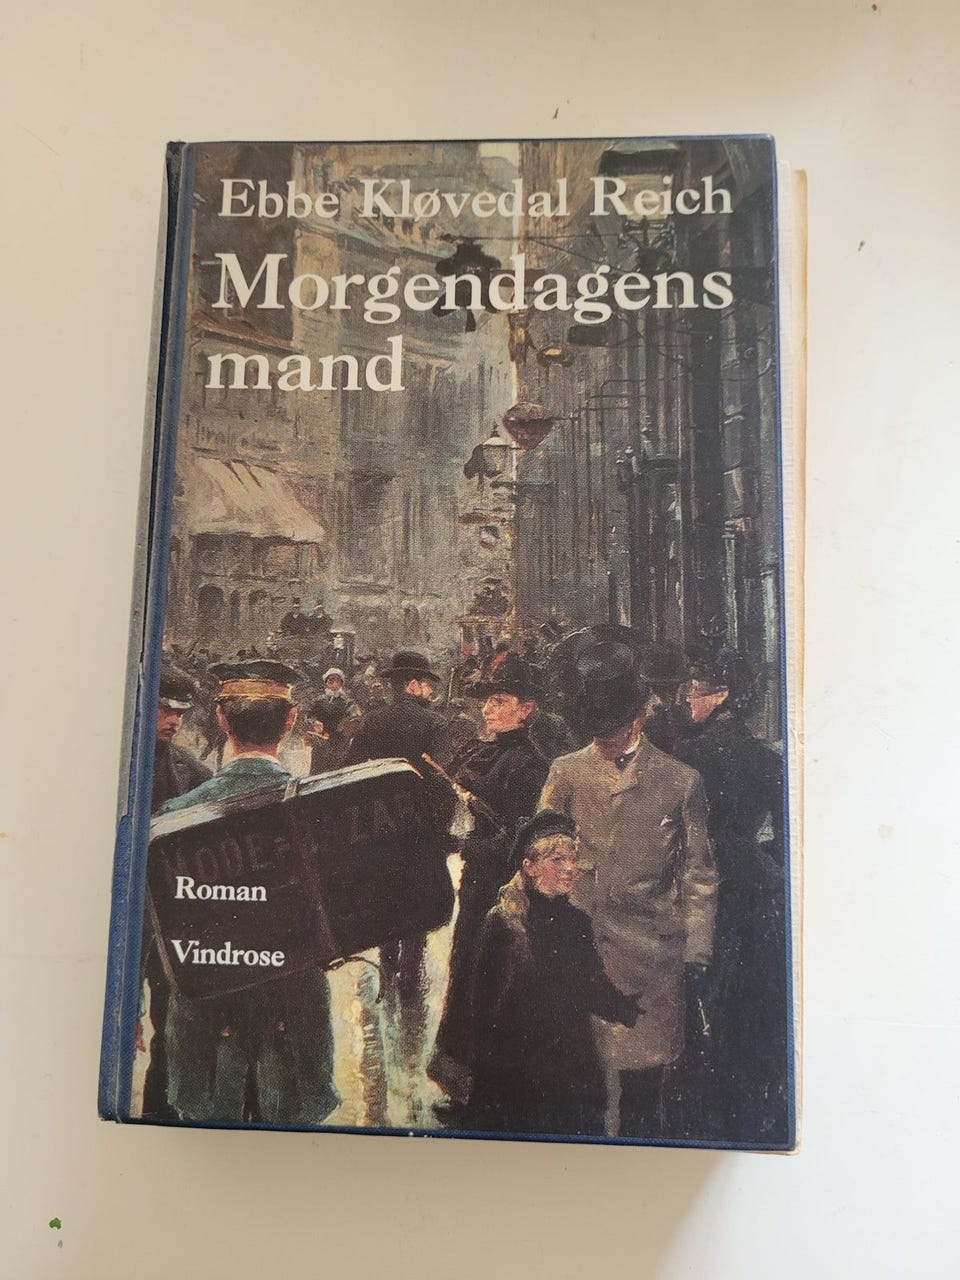 Ebbe Kløvedal Reich
Morgendagens
mand
Roman
Vindrose